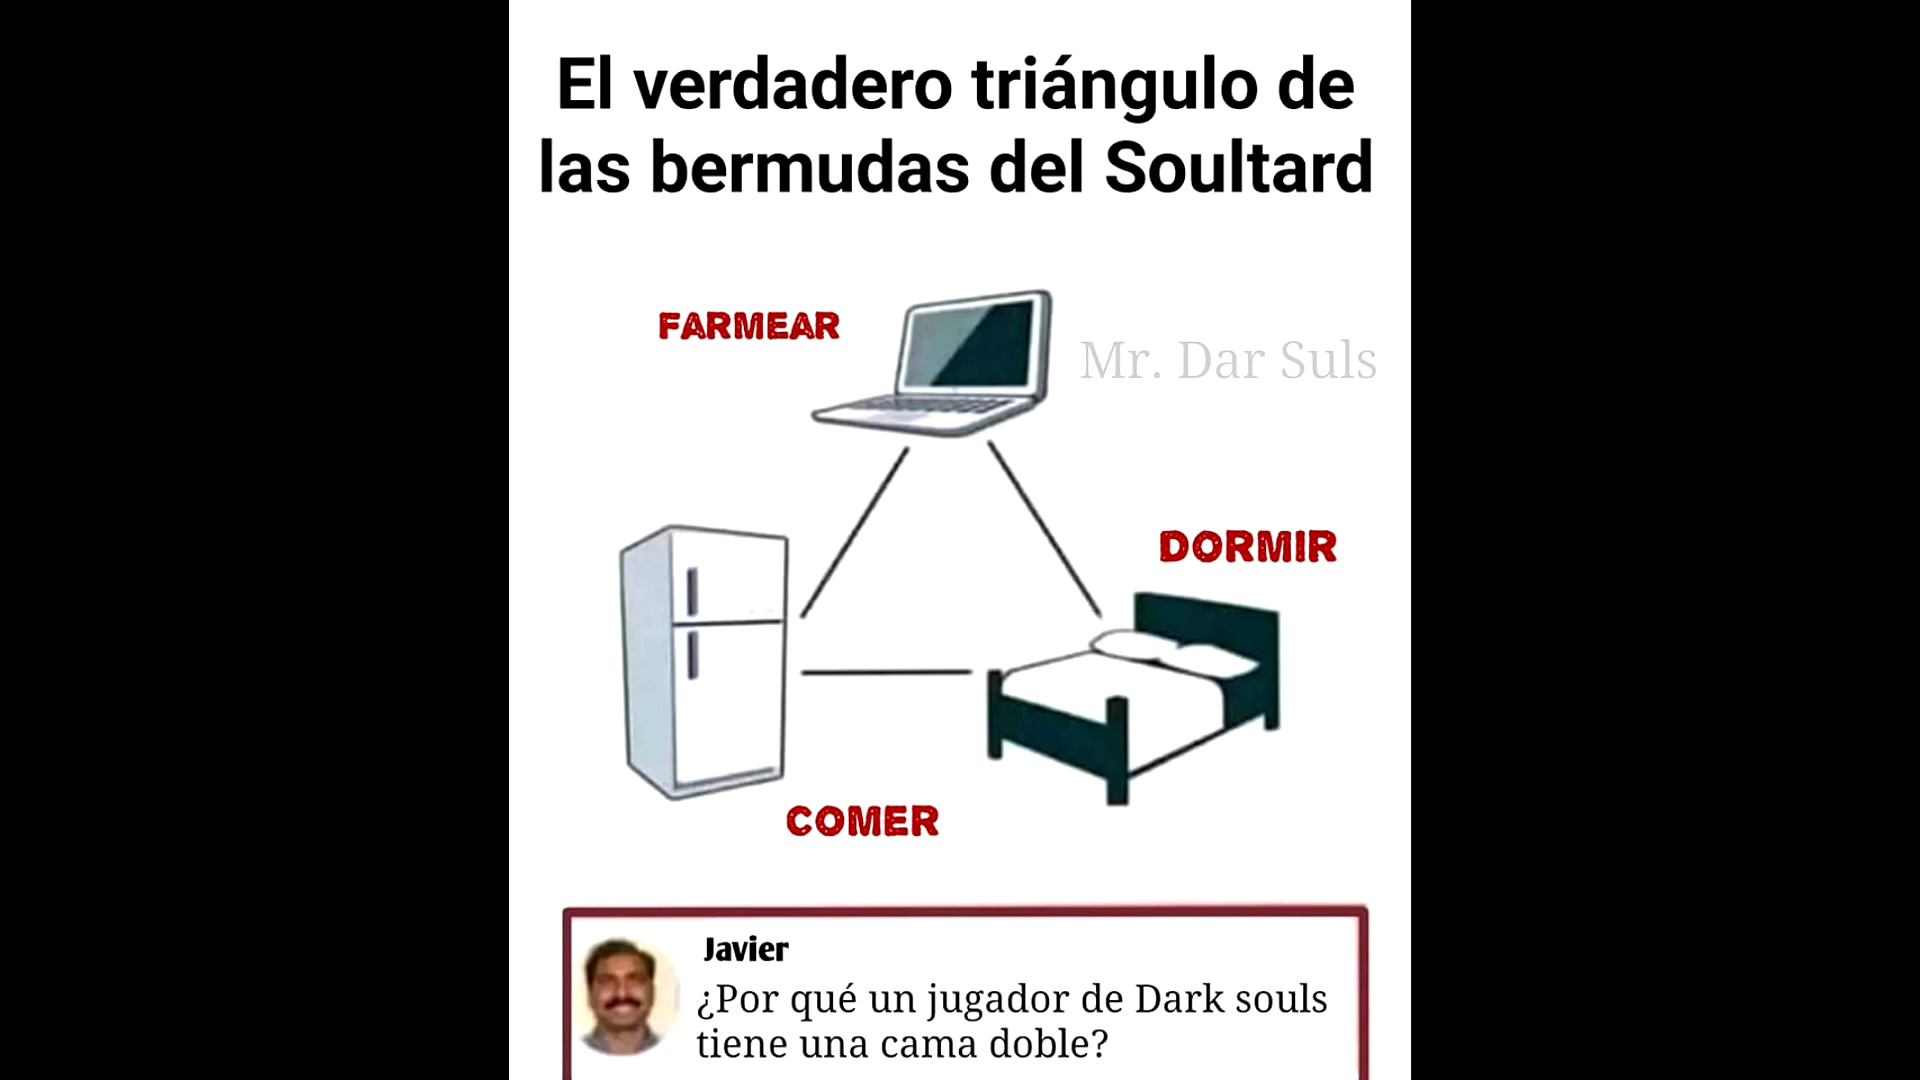 El verdadero triángulo de
las bermudas del Soultard
FARMEAR
Mr. Dar Suls
DORMIR
COMER
Javier
¿Por qué un jugador de Dark souls
tiene una cama doble?